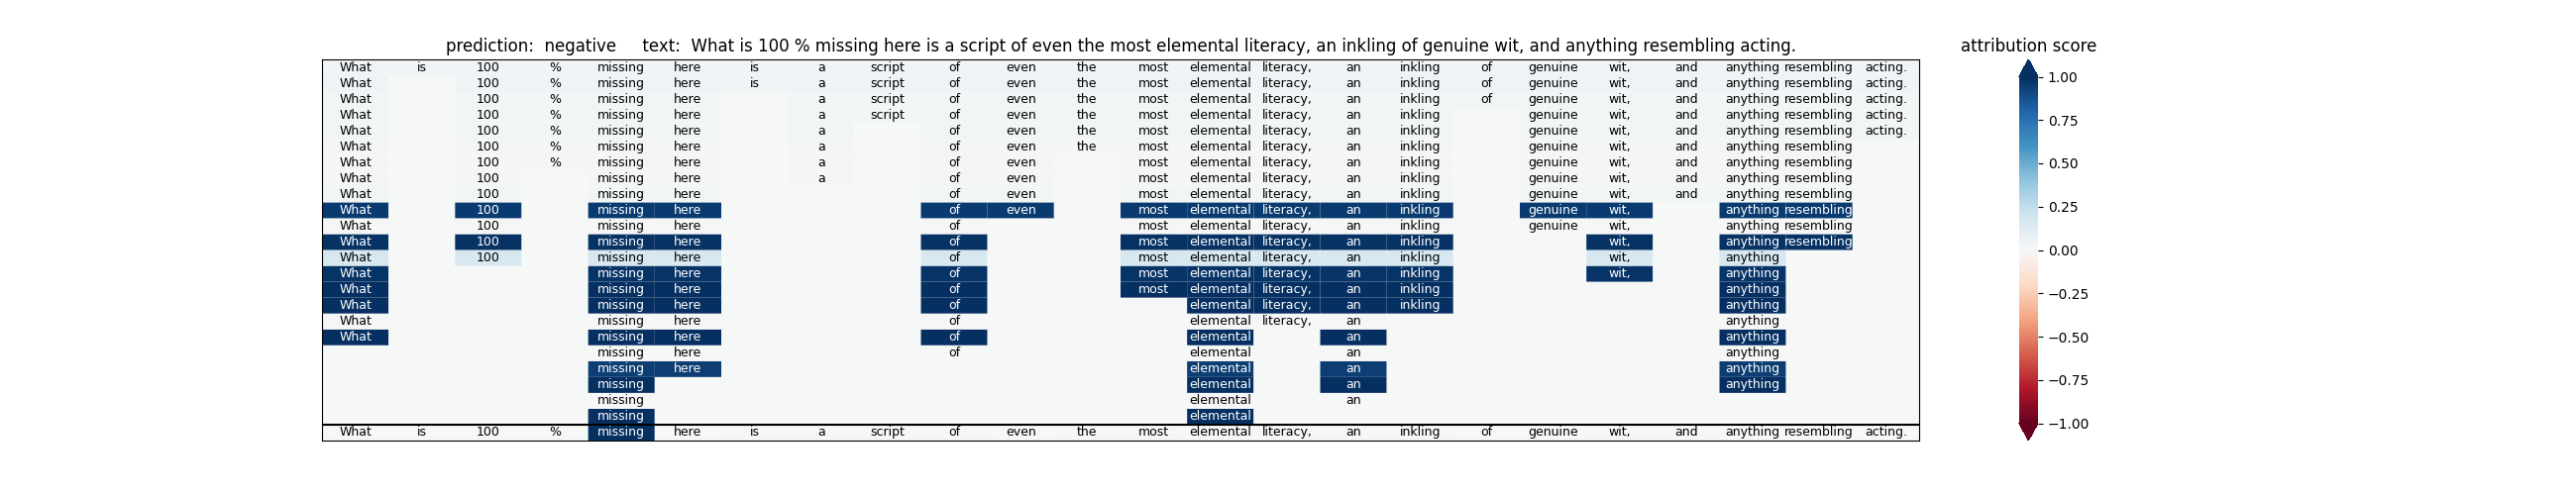 prediction:  negative     text:  What is 100 % missing here is a script of even the most elemental literacy, an inkling of genuine wit, and anything resembling acting.     attribution score
What is 100 % missing here is a script of even the most elemental literacy, an inkling of genuine wit, and anything resembling acting.
What 100 % missing here is a script of even the most elemental literacy, an inkling of genuine wit, and anything resembling acting.
What 100 % missing here a script of even the most elemental literacy, an inkling of genuine wit, and anything resembling acting.
What 100 % missing here a script of even the most elemental literacy, an inkling genuine wit, and anything resembling acting.
What 100 % missing here a of even the most elemental literacy, an inkling genuine wit, and anything resembling acting.
What 100 % missing here a of even the most elemental literacy, an inkling genuine wit, and anything resembling
What 100 % missing here a of even most elemental literacy, an inkling genuine wit, and anything resembling
What 100 missing here a of even most elemental literacy, an inkling genuine wit, and anything resembling
What 100 missing here of even most elemental literacy, an inkling genuine wit, and anything resembling
What 100 missing here of even most elemental literacy, an inkling genuine wit, anything resembling
What 100 missing here of most elemental literacy, an inkling genuine wit, anything resembling
What 100 missing here of most elemental literacy, an inkling wit, anything resembling
What 100 missing here of most elemental literacy, an inkling wit, anything
What missing here of most elemental literacy, an inkling wit, anything
What missing here of most elemental literacy, an inkling anything
What missing here of elemental literacy, an inkling anything
What missing here of elemental literacy, an anything
What missing here of elemental an anything
missing here of elemental an anything
missing here elemental an anything
missing elemental an anything
missing elemental an
missing elemental
What is 100 % missing here is a script of even the most elemental literacy, an inkling of genuine wit, and anything resembling acting.
1.00
0.75
0.50
0.25
0.00
−0.25
−0.50
−0.75
−1.00